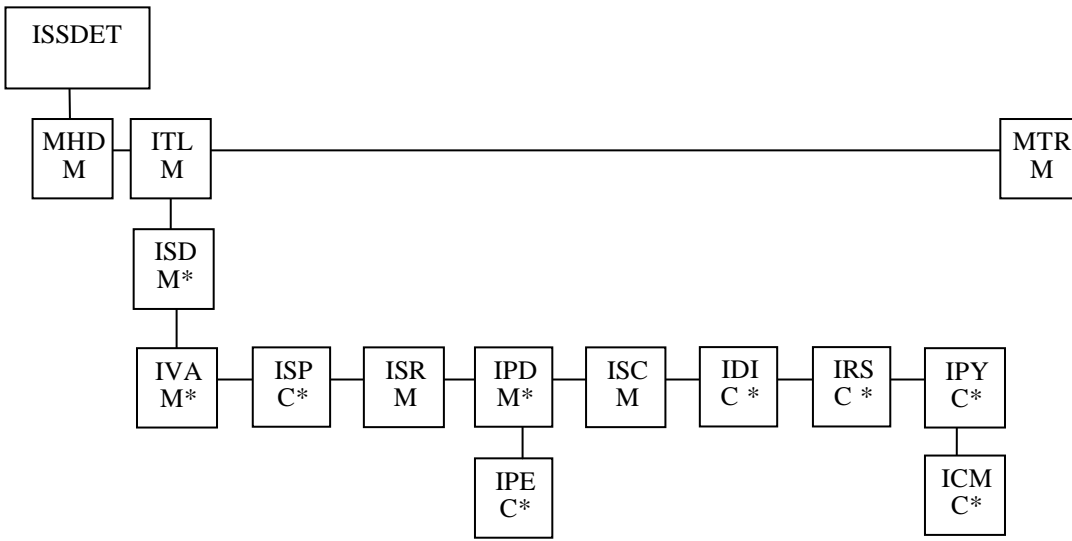 ISSDET
MHD
M
ITL
M
MTR
M
ISD
M*
IVA
M*
ISP
C*
ISR
M
IPD
M*
ISC
M
IDI
C *
IRS
C *
IPY
C*
IPE
C*
ICM
C*